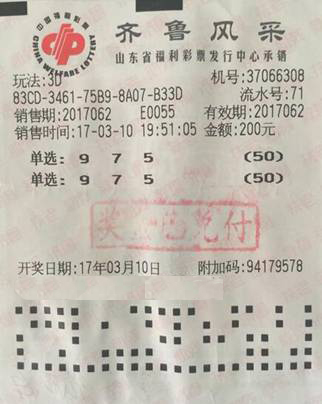 中国福利彩票
CHINA WELFARE LOTTERY
齐鲁风采
山东省福利彩票发行中心承销
玩法:3D 机号:37066308
83CD-3461-75B9-8A07-B33D 流水号:71
销售期:2017062 E0055 有效期:2017062
销售时间:17-03-10 19:51:05 金额:200元
单选: 9 7 5 (50)
单选: 9 7 5 (50)
奖金已兑付
开奖日期:17年03月10日 附加码:94179578